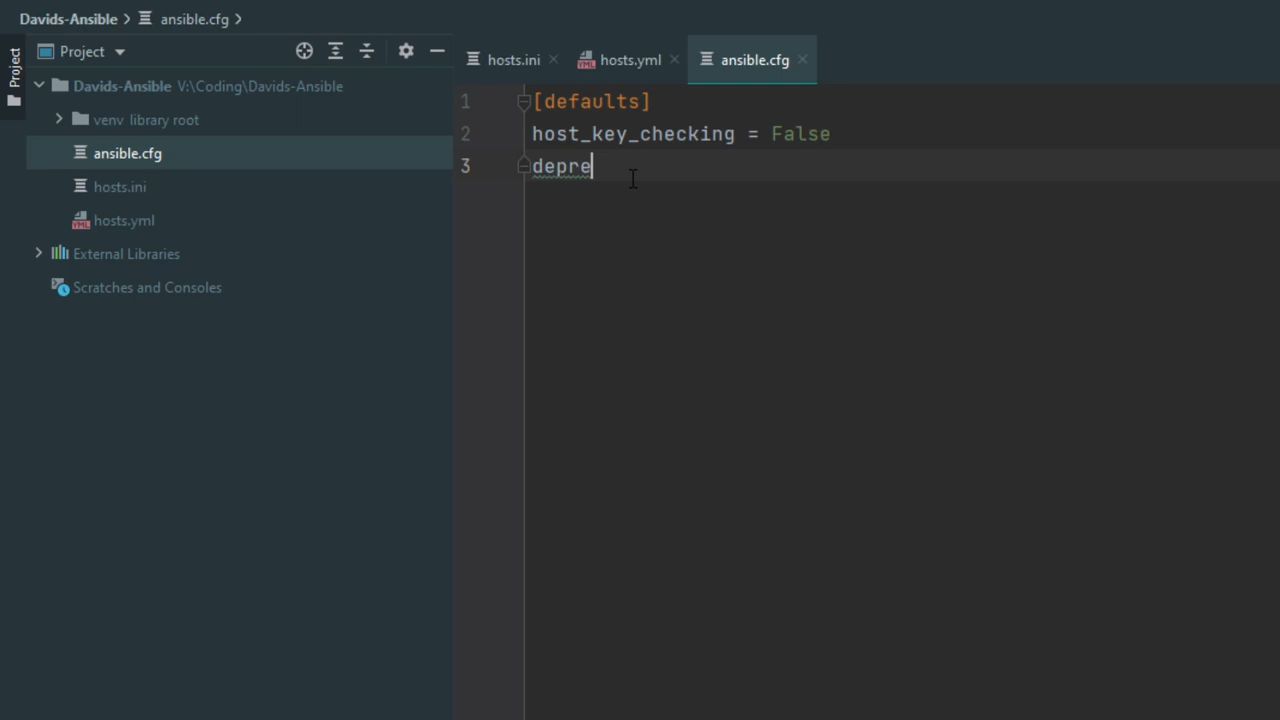 Davids-Ansible ansible.cfg
Project
Project
hosts.ini hosts.yml ansible.cfg
Davids-Ansible V:\Coding\Davids-Ansible
venv library root
ansible.cfg
hosts.ini
YML hosts.yml
External Libraries
Scratches and Consoles
1 [defaults]
2 host_key_checking = False
3 depre